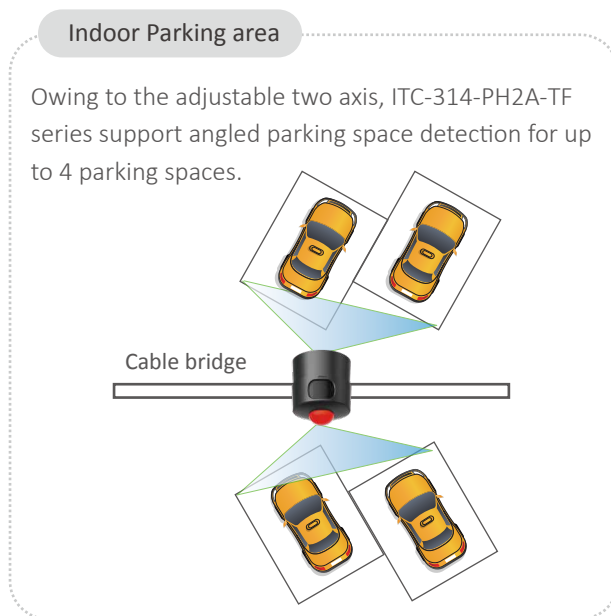 Indoor Parking area
Owing to the adjustable two axis, ITC-314-PH2A-TF
series support angled parking space detection for up
to 4 parking spaces.
Cable bridge